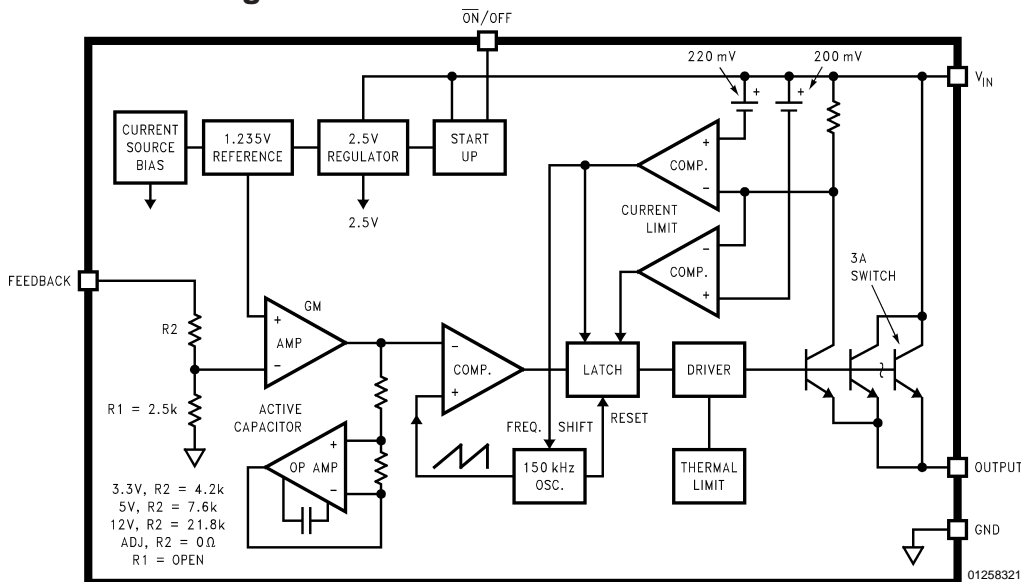 ON/OFF
220 mV
200 mV
VIN
CURRENT
SOURCE
BIAS
1.235V
REFERENCE
2.5V
REGULATOR
START
UP
+
+
+
COMP.
−
2.5V
CURRENT
LIMIT
−
COMP.
+
3A
SWITCH
FEEDBACK
GM
R2
+
AMP
−
−
COMP.
+
LATCH
DRIVER
R1 = 2.5k
ACTIVE
CAPACITOR
FREQ. SHIFT
RESET
+
OP AMP
−
150 kHz
OSC.
THERMAL
LIMIT
OUTPUT
3.3V, R2 = 4.2k
5V, R2 = 7.6k
12V, R2 = 21.8k
ADJ, R2 = 0Ω
R1 = OPEN
GND
01258321